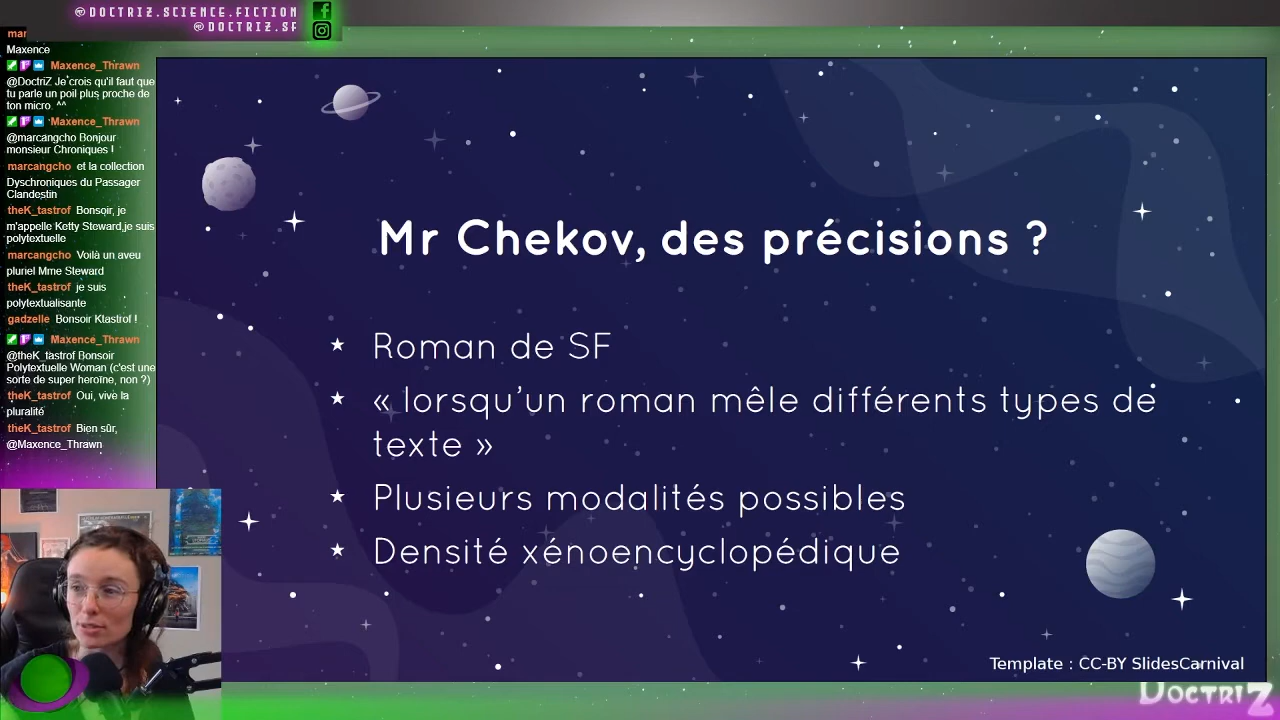 @DOCTRIZ.SCIENCE.FICTION
@DOCTRIZ.SF
mar
Maxence
Maxence_Thrawn
@DoctriZ Je crois qu'il faut que
tu parle un poil plus proche de
ton micro. ^^
Maxence_Thrawn
@marcangcho Bonjour
monsieur Chroniques !
marcangcho et la collection
Dyschroniques du Passager
Clandestin
theK_tastrof Bonsoir, je
m'appelle Ketty Steward,je suis
polytextuelle
marcangcho Voilà un aveu
pluriel Mme Steward
theK_tastrof je suis
polytextualisante
gadzelle Bonsoir Ktastrof !
Maxence_Thrawn
@theK_tastrof Bonsoir
Polytextuelle Woman (c'est une
sorte de super heroïne, non ?)
theK_tastrof Oui, vive la
pluralité
theK_tastrof Bien sûr,
@Maxence_Thrawn
Mr Chekov, des précisions ?
Roman de SF
« lorsqu'un roman mêle différents types de
texte »
Plusieurs modalités possibles
Densité xénoencyclopédique
Template : CC-BY SlidesCarnival
DOCTRIZ